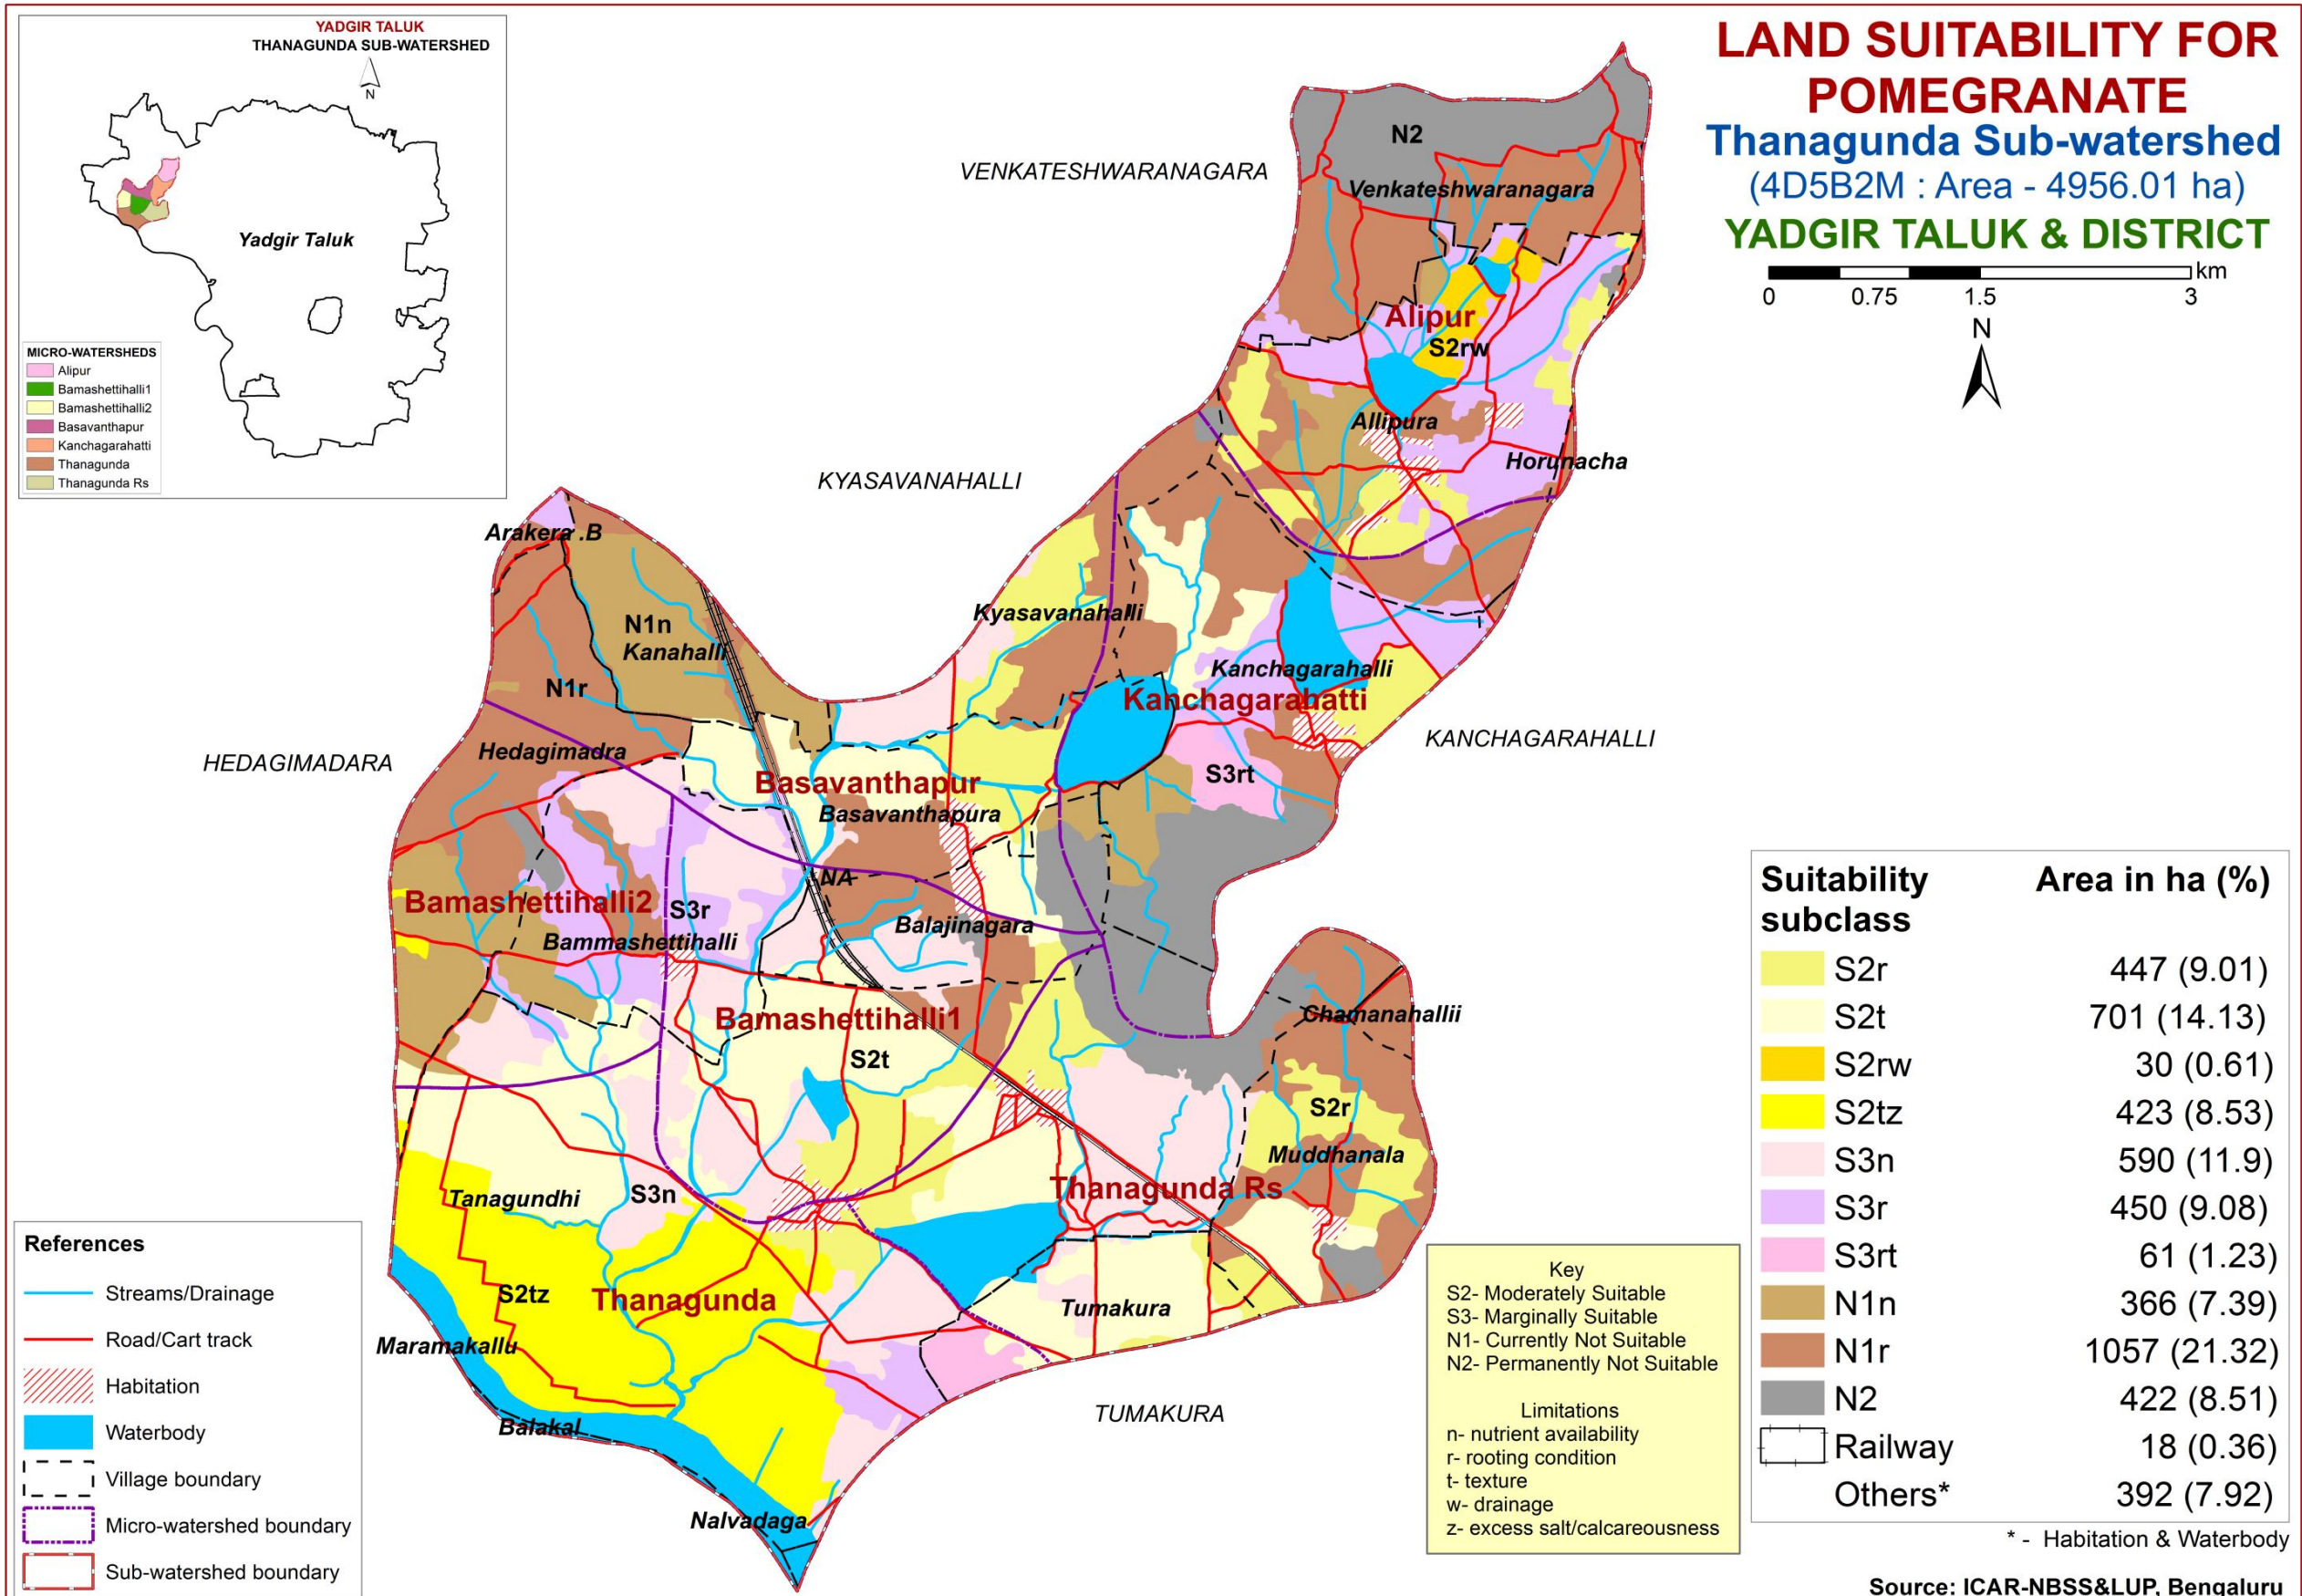 YADGIR TALUK
THANAGUNDA SUB-WATERSHED
N
Yadgir Taluk
MICRO-WATERSHEDS
Alipur
Bamashettihalli1
Bamashettihalli2
Basavanthapur
Kanchagarahatti
Thanagunda
Thanagunda Rs
LAND SUITABILITY FOR
POMEGRANATE
Thanagunda Sub-watershed
(4D5B2M : Area - 4956.01 ha)
YADGIR TALUK & DISTRICT
km
0 0.75 1.5 3
N
N2
VENKATESHWARANAGARA
Venkateshwaranagara
Alipur
S2rw
Allipura
Horunacha
KYASAVANAHALLI
Arakera .B
Kyasavanahalli
N1n
Kanahalli
Kanchagarahalli
N1r
Kanchagarahatti
KANCHAGARAHALLI
Hedagimadra
HEDAGIMADARA
S3rt
Basavanthapur
Basavanthapura
NA
Bamashettihalli2
S3r
Balajinagara
Bammashettihalli
Chamanahallii
Bamashettihalli1
S2t
S2r
Muddhanala
Thanagunda Rs
Tanagundhi
S3n
S2tz
Thanagunda
Tumakura
Maramakallu
TUMAKURA
Balakal
Nalvadaga
References
Streams/Drainage
Road/Cart track
Habitation
Waterbody
Village boundary
Micro-watershed boundary
Sub-watershed boundary
Key
S2- Moderately Suitable
S3- Marginally Suitable
N1- Currently Not Suitable
N2- Permanently Not Suitable
Limitations
n- nutrient availability
r- rooting condition
t- texture
w- drainage
z- excess salt/calcareousness
Suitability Area in ha (%)
subclass
S2r 447 (9.01)
S2t 701 (14.13)
S2rw 30 (0.61)
S2tz 423 (8.53)
S3n 590 (11.9)
S3r 450 (9.08)
S3rt 61 (1.23)
N1n 366 (7.39)
N1r 1057 (21.32)
N2 422 (8.51)
Railway 18 (0.36)
Others* 392 (7.92)
* - Habitation & Waterbody
Source: ICAR-NBSS&LUP, Bengaluru